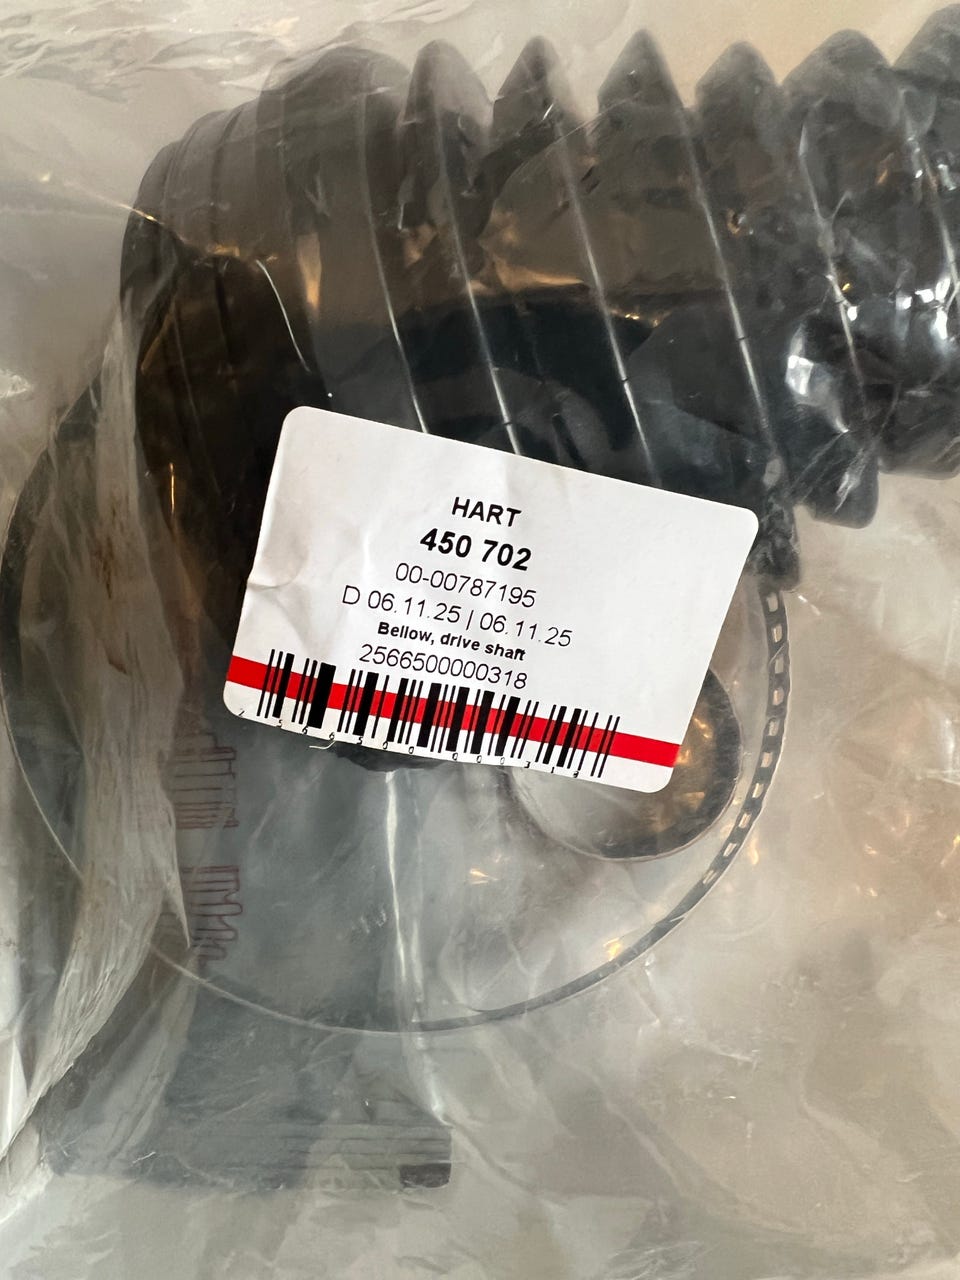 HART
450 702
00-00787195
D 06.11.25 | 06.11.25
Bellow, drive shaft
2566500000318